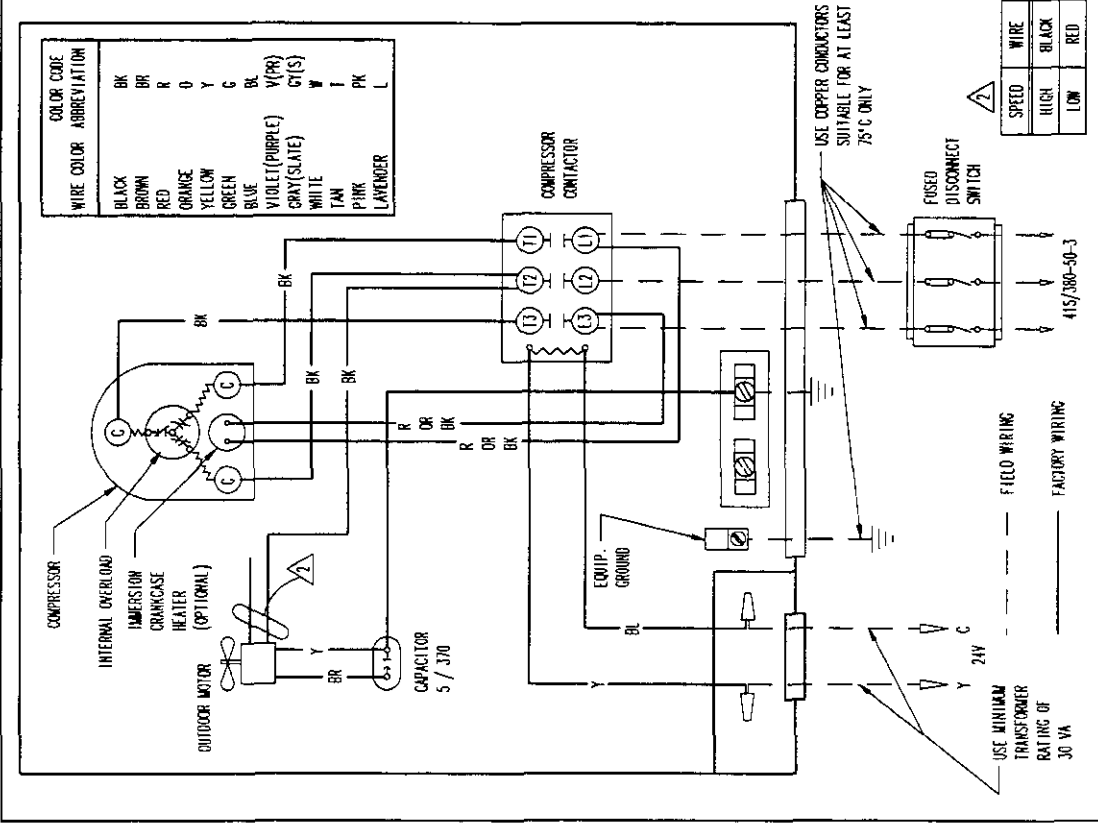 COLOR CODE
WIRE COLOR ABBREVIATION
BLACK BK
BROWN BR
RED R
ORANGE O
YELLOW Y
GREEN G
BLUE BL
VIOLET(PURPLE) V(PR)
GRAY(SLATE) GY(S)
WHITE W
TAN T
PINK PK
LAVENDER L
COMPRESSOR
INTERNAL OVERLOAD
IMMERSION
CRANKCASE
HEATER
(OPTIONAL)
OUTDOOR MOTOR
C
C
C
BK
BK
BK
BK
2
Y
BR
CAPACITOR
5 / 370
R OR BK
R OR BK
COMPRESSOR
CONTACTOR
T1
T2
T3
L1
L2
L3
EQUIP.
GROUND
BL
Y
USE COPPER CONDUCTORS
SUITABLE FOR AT LEAST
75°C ONLY
FUSED
DISCONNECT
SWITCH
415/380-50-3
2
SPEED WIRE
HIGH BLACK
LOW RED
USE MINIMUM
TRANSFORMER
RATING OF
30 VA
Y C
24V
FIELD WIRING
FACTORY WIRING